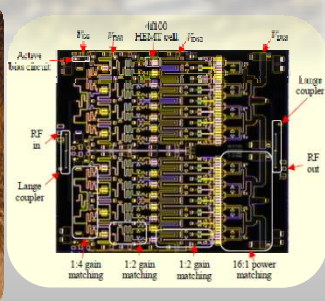 4f100
HEMT cell
Active
bias circuit
Lange
coupler
RF
in
RF
out
Lange
coupler
1:4 gain
matching
1:2 gain
matching
1:2 gain
matching
16:1 power
matching